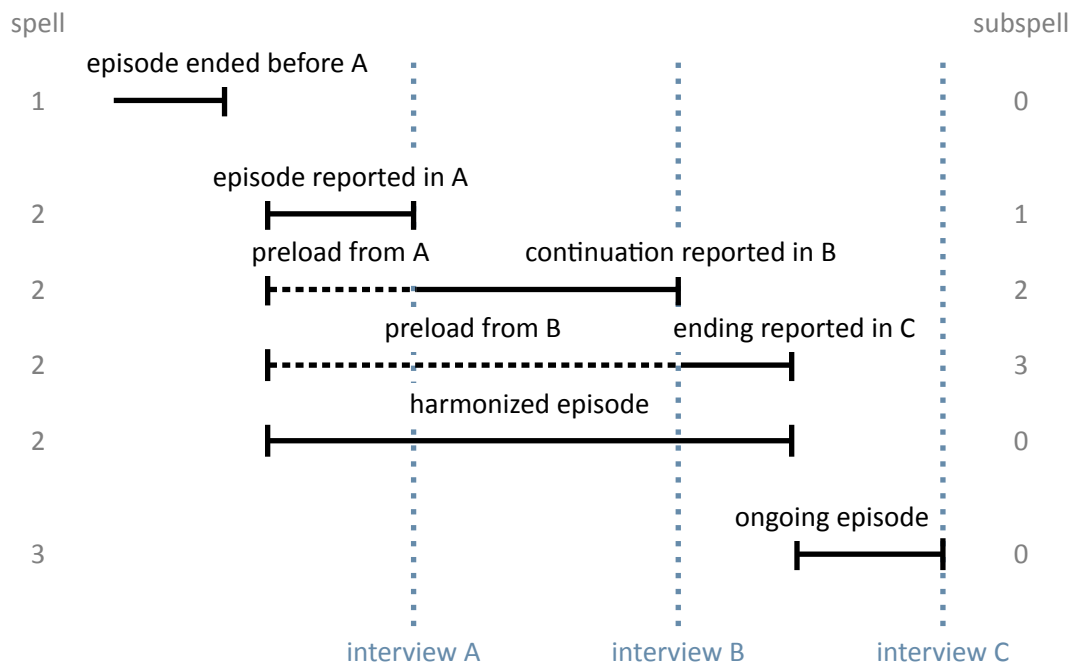 spell subspell
episode ended before A
1 0
episode reported in A
2 1
preload from A continuation reported in B
2 2
preload from B ending reported in C
2 3
harmonized episode
2 0
ongoing episode
3 0
interview A interview B interview C